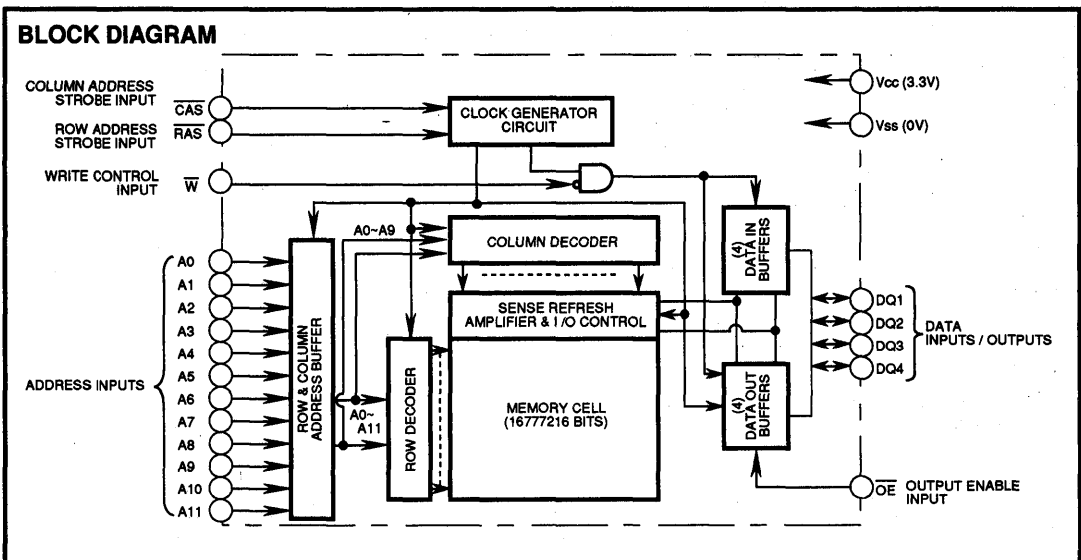 BLOCK DIAGRAM
COLUMN ADDRESS
STROBE INPUT
CAS
ROW ADDRESS
STROBE INPUT
RAS
WRITE CONTROL
INPUT
W
CLOCK GENERATOR
CIRCUIT
Vcc (3.3V)
Vss (0V)
A0~A9
COLUMN DECODER
(4)
DATA IN
BUFFERS
ADDRESS INPUTS
A0
A1
A2
A3
A4
A5
A6
A7
A8
A9
A10
A11
ROW & COLUMN
ADDRESS BUFFER
SENSE REFRESH
AMPLIFIER & I/O CONTROL
A0~
A11
ROW DECODER
MEMORY CELL
(16777216 BITS)
DQ1
DQ2
DQ3
DQ4
DATA
INPUTS / OUTPUTS
(4)
DATA OUT
BUFFERS
OE
OUTPUT ENABLE
INPUT